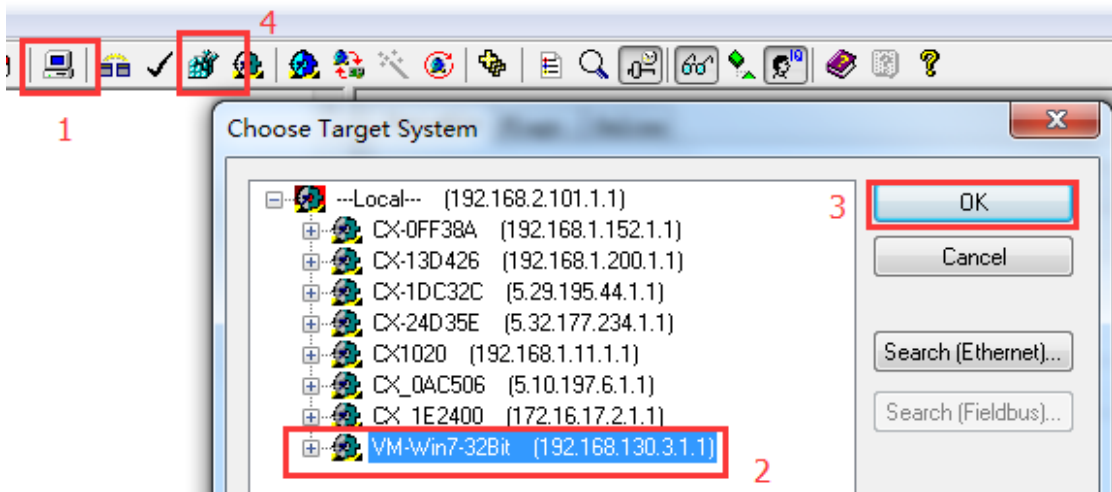 4
1
Choose Target System
---Local--- (192.168.2.101.1.1)
3
OK
CX-0FF38A (192.168.1.152.1.1)
CX-13D426 (192.168.1.200.1.1)
Cancel
CX-1DC32C (5.29.195.44.1.1)
CX-24D35E (5.32.177.234.1.1)
CX1020 (192.168.1.11.1.1)
Search (Ethernet)...
CX_0AC506 (5.10.197.6.1.1)
CX_1E2400 (172.16.17.2.1.1)
Search (Fieldbus)...
VM-Win7-32Bit (192.168.130.3.1.1)
2